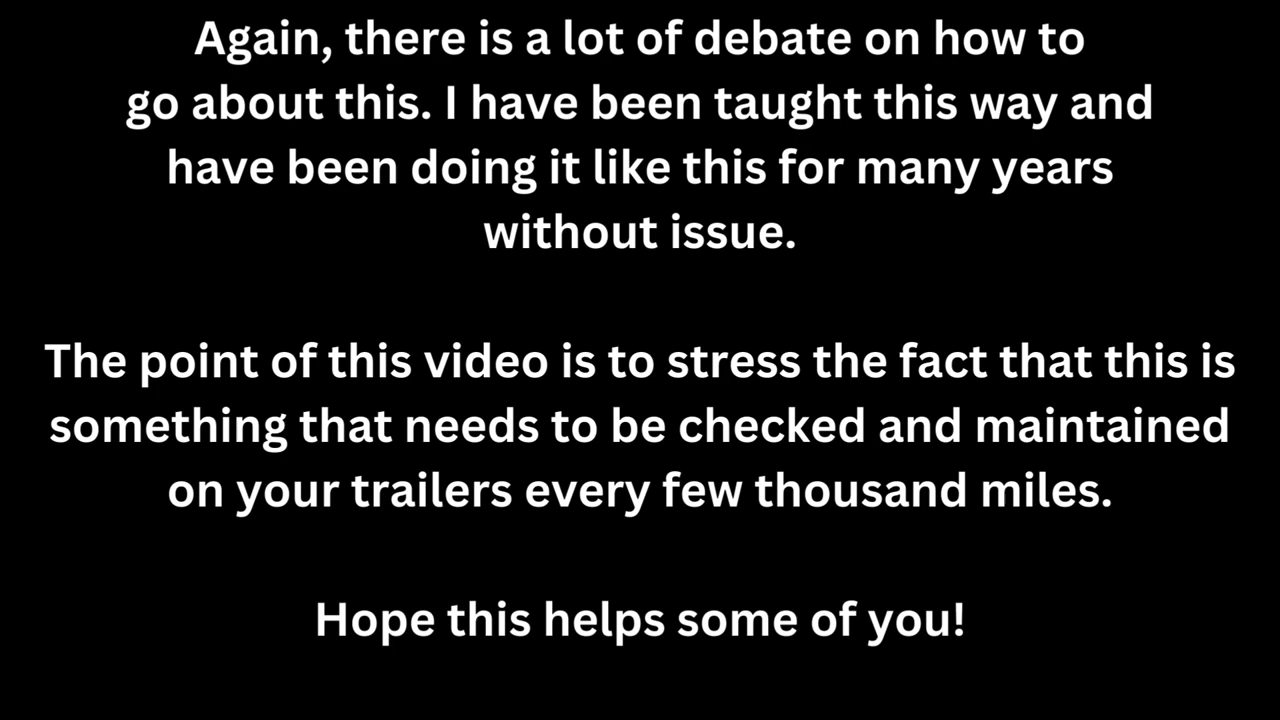 Again, there is a lot of debate on how to
go about this. I have been taught this way and
have been doing it like this for many years
without issue.
The point of this video is to stress the fact that this is
something that needs to be checked and maintained
on your trailers every few thousand miles.
Hope this helps some of you!